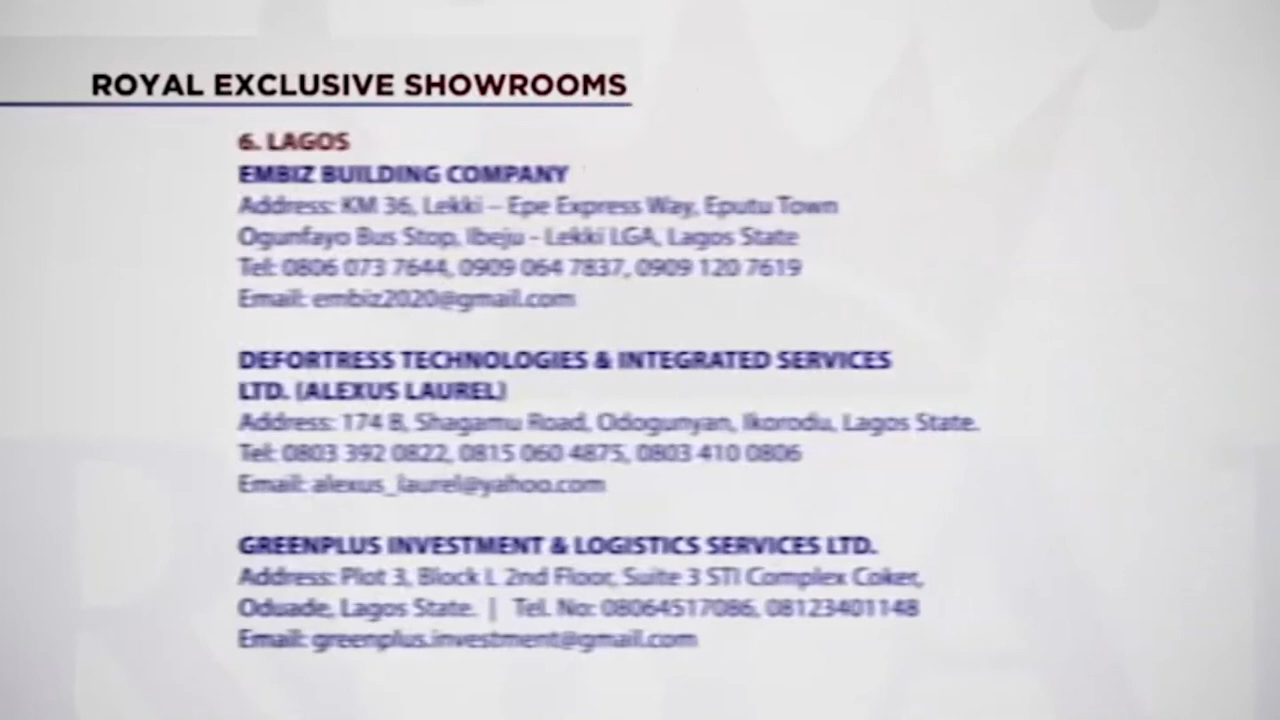 ROYAL EXCLUSIVE SHOWROOMS
6. LAGOS
EMBIZ BUILDING COMPANY
Address: KM 36, Lekki – Epe Express Way, Eputu Town
Ogunfayo Bus Stop, Ibeju - Lekki LGA, Lagos State
Tel: 0806 073 7644, 0909 064 7837, 0909 120 7619
Email: embiz2020@gmail.com
DEFORTRESS TECHNOLOGIES & INTEGRATED SERVICES
LTD. (ALEXUS LAUREL)
Address: 174 B, Shagamu Road, Odogunyan, Ikorodu, Lagos State.
Tel: 0803 392 0822, 0815 060 4875, 0803 410 0806
Email: alexus_laurel@yahoo.com
GREENPLUS INVESTMENT & LOGISTICS SERVICES LTD.
Address: Plot 3, Block L 2nd Floor, Suite 3 STI Complex Coker,
Oduade, Lagos State. | Tel. No: 08064517086, 08123401148
Email: greenplus.investment@gmail.com